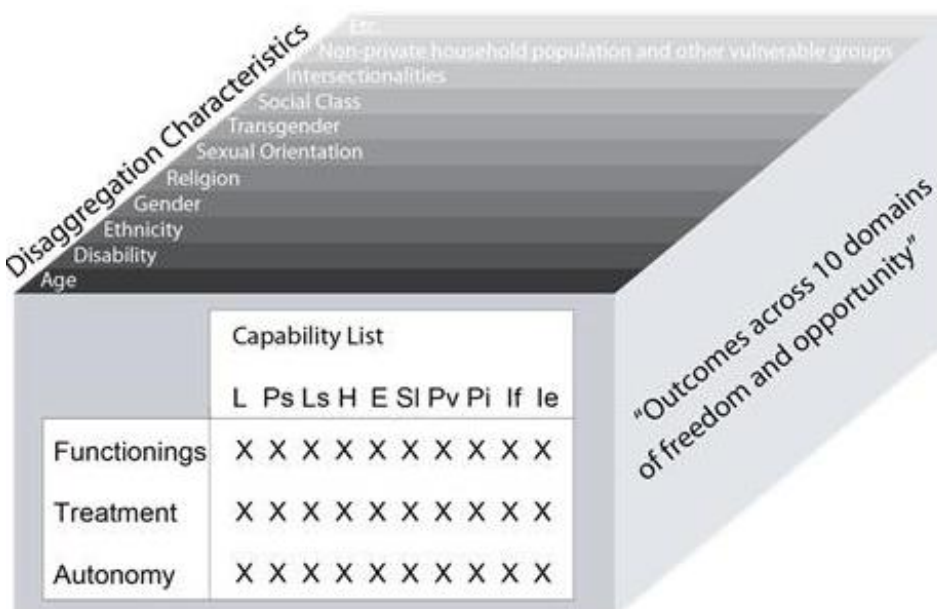 Disaggregation Characteristics
Etc.
Non-private household population and other vulnerable groups
Intersectionalities
Social Class
Transgender
Sexual Orientation
Religion
Gender
Ethnicity
Disability
Age
"Outcomes across 10 domains
of freedom and opportunity"
Capability List
L Ps Ls H E Sl Pv Pi If Ie
Functionings X X X X X X X X X X
Treatment X X X X X X X X X X
Autonomy X X X X X X X X X X